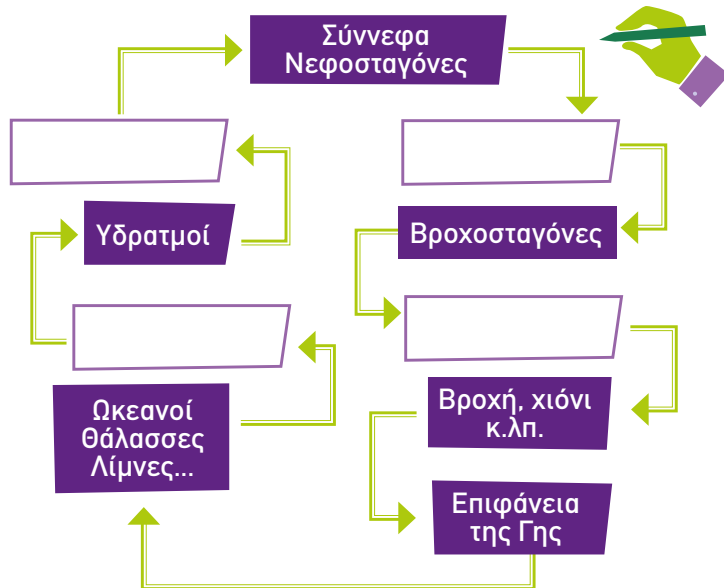 Σύννεφα
Νεφοσταγόνες
Υδρατμοί
Βροχοσταγόνες
Ωκεανοί
Θάλασσες
Λίμνες...
Βροχή, χιόνι
κ.λπ.
Επιφάνεια
της Γης